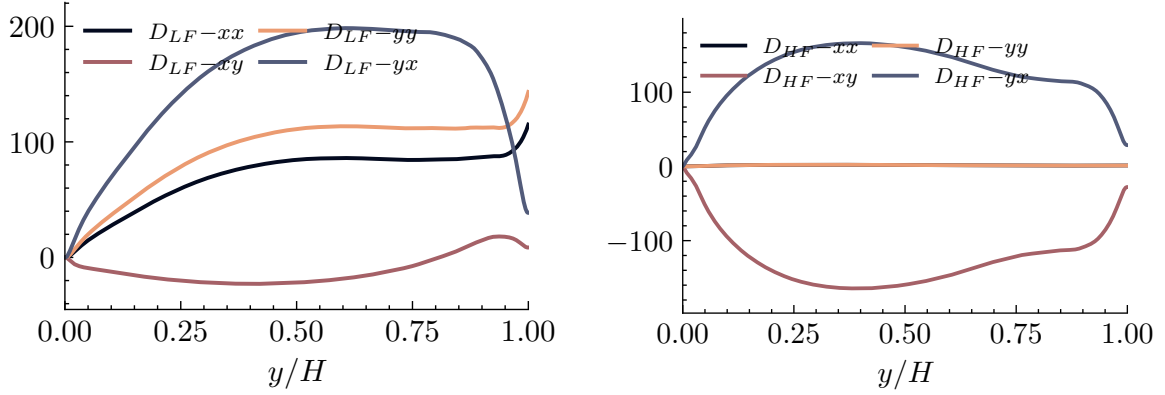 200
100
0
0.00 0.25 0.50 0.75 1.00
y/H
D_{LF}-xx D_{LF}-yy
D_{LF}-xy D_{LF}-yx
100
0
−100
0.00 0.25 0.50 0.75 1.00
y/H
D_{HF}-xx D_{HF}-yy
D_{HF}-xy D_{HF}-yx